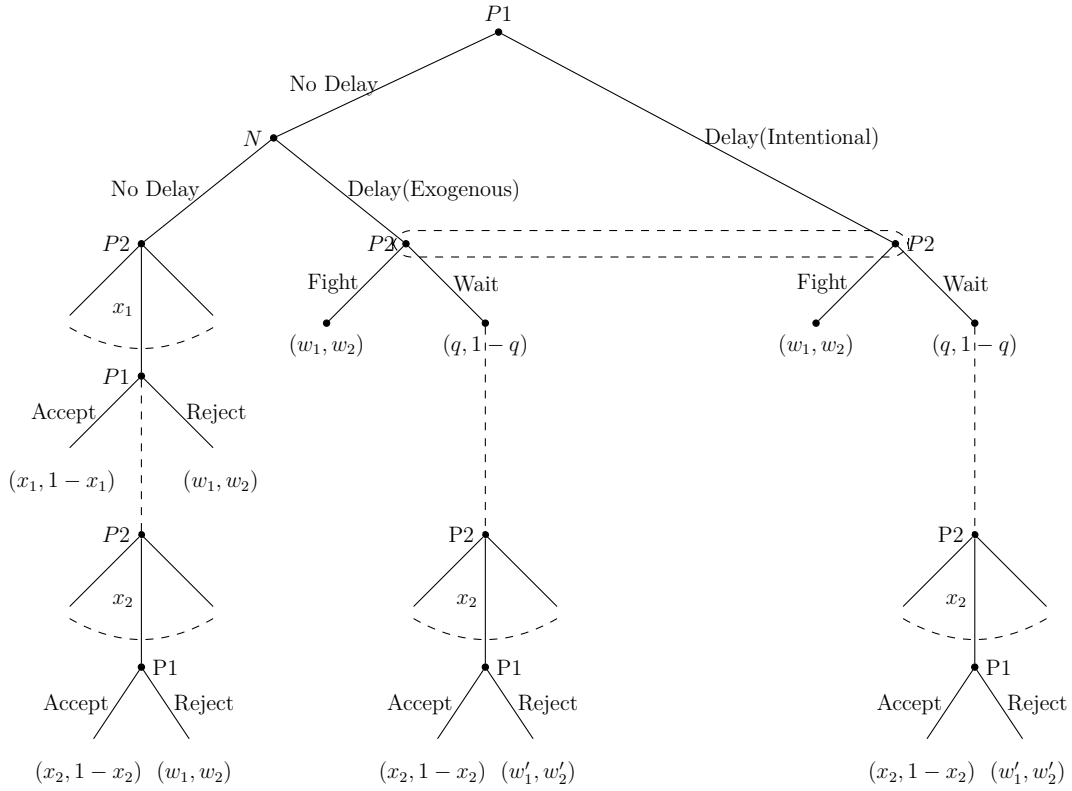 P1
No Delay
Delay(Intentional)
N
No Delay
Delay(Exogenous)
P2
P2
P2
Fight
Wait
Fight
Wait
x₁
(w₁, w₂)
(q, 1 − q)
(w₁, w₂)
(q, 1 − q)
P1
Accept
Reject
(x₁, 1 − x₁)
(w₁, w₂)
P2
P2
P2
x₂
x₂
x₂
P1
P1
P1
Accept
Reject
Accept
Reject
Accept
Reject
(x₂, 1 − x₂)
(w₁, w₂)
(x₂, 1 − x₂)
(w′₁, w′₂)
(x₂, 1 − x₂)
(w′₁, w′₂)